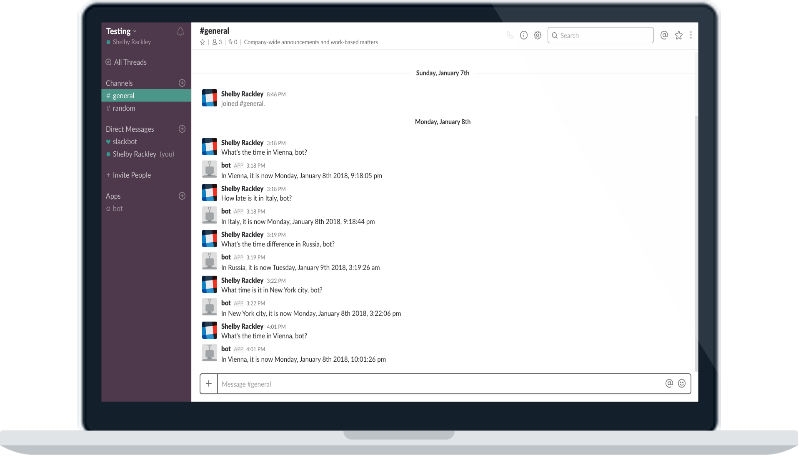 Testing
Shelby Rackley
All Threads
Channels
# general
# random
Direct Messages
slackbot
Shelby Rackley (you)
+ Invite People
Apps
bot
#general
3 | 0 | Company-wide announcements and work-based matters
Search
Sunday, January 7th
Shelby Rackley 8:46 PM
joined #general.
Monday, January 8th
Shelby Rackley 3:18 PM
What's the time in Vienna, bot?
bot APP 3:18 PM
In Vienna, it is now Monday, January 8th 2018, 9:18:05 pm
Shelby Rackley 3:18 PM
How late is it in Italy, bot?
bot APP 3:18 PM
In Italy, it is now Monday, January 8th 2018, 9:18:44 pm
Shelby Rackley 3:19 PM
What's the time difference in Russia, bot?
bot APP 3:19 PM
In Russia, it is now Tuesday, January 9th 2018, 3:19:26 am
Shelby Rackley 3:22 PM
What time is it in New York city, bot?
bot APP 3:22 PM
In New York city, it is now Monday, January 8th 2018, 3:22:06 pm
Shelby Rackley 4:01 PM
What's the time in Vienna, bot?
bot APP 4:01 PM
In Vienna, it is now Monday, January 8th 2018, 10:01:26 pm
Message #general